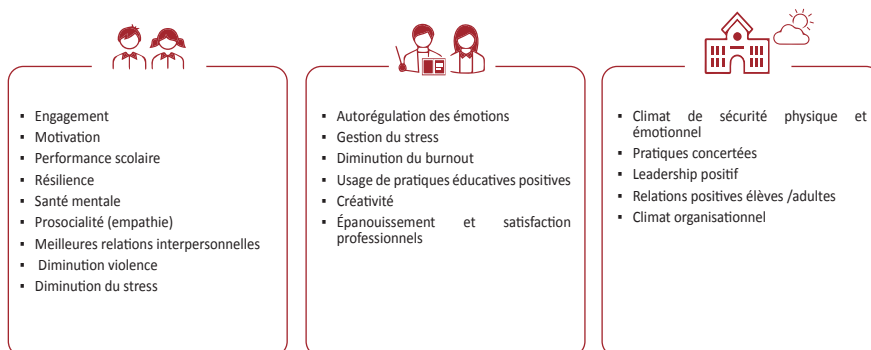 ▪ Engagement
▪ Motivation
▪ Performance scolaire
▪ Résilience
▪ Santé mentale
▪ Prosocialité (empathie)
▪ Meilleures relations interpersonnelles
▪ Diminution violence
▪ Diminution du stress
▪ Autorégulation des émotions
▪ Gestion du stress
▪ Diminution du burnout
▪ Usage de pratiques éducatives positives
▪ Créativité
▪ Épanouissement et satisfaction
professionnels
▪ Climat de sécurité physique et
émotionnel
▪ Pratiques concertées
▪ Leadership positif
▪ Relations positives élèves /adultes
▪ Climat organisationnel